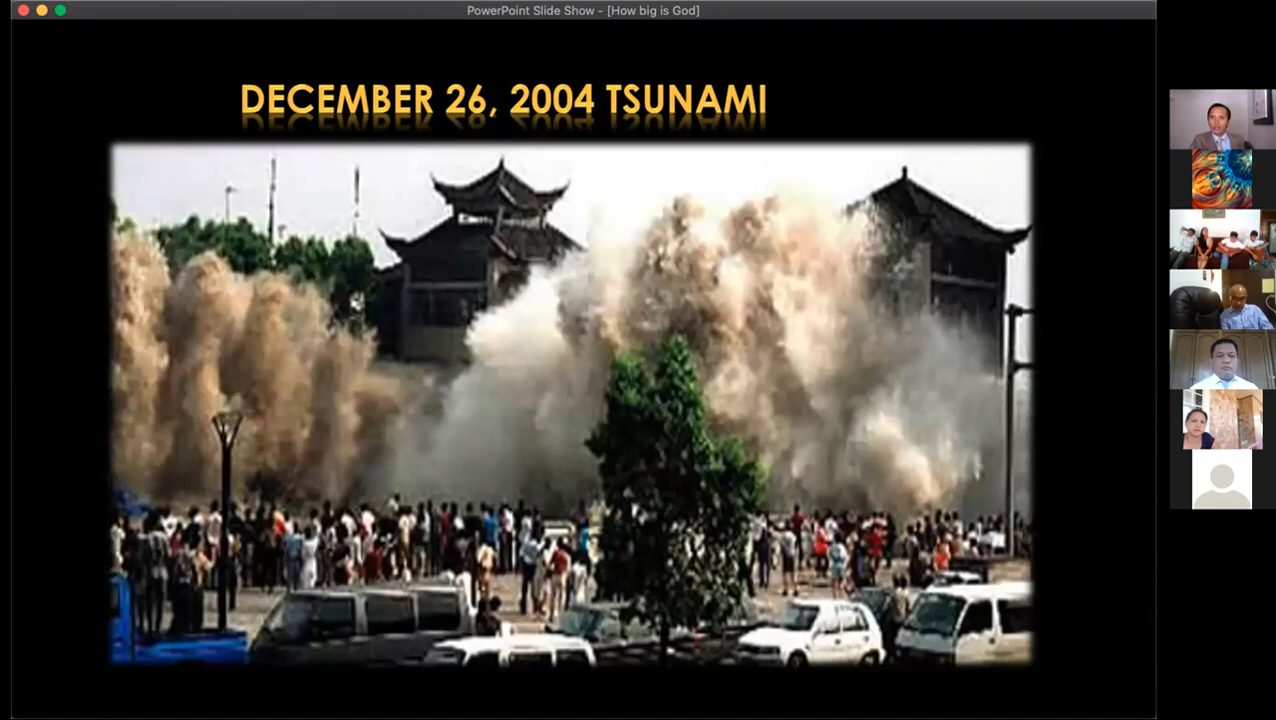 PowerPoint Slide Show - [How big is God]
DECEMBER 26, 2004 TSUNAMI